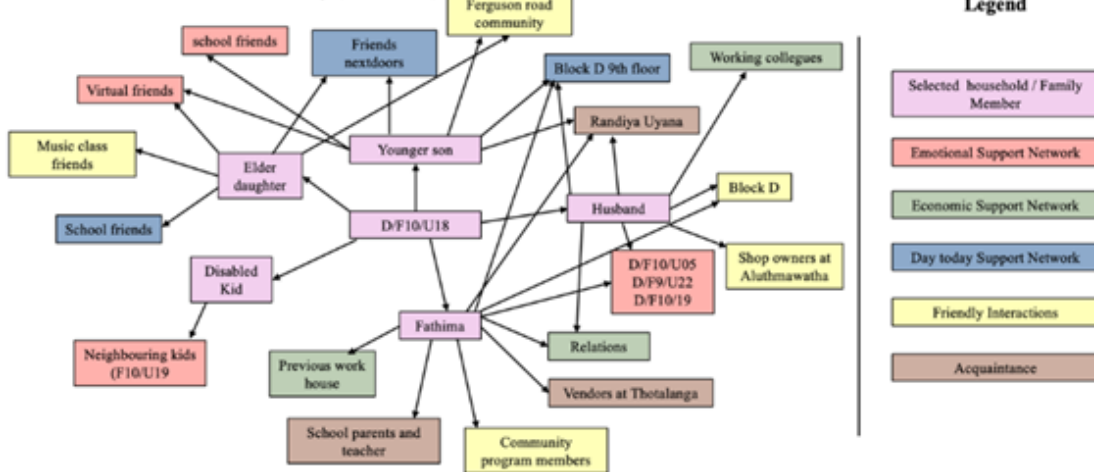 Ferguson road
community
Legend
school friends
Friends
nextdoors
Block D 9th floor
Working collegues
Selected household / Family
Member
Virtual friends
Randiya Uyana
Music class
friends
Younger son
Emotional Support Network
Elder
daughter
Block D
Husband
Economic Support Network
School friends
D/F10/U18
Disabled
Kid
D/F10/U05
D/F9/U22
D/F10/19
Shop owners at
Aluthmawatha
Day today Support Network
Fathima
Friendly Interactions
Neighbouring kids
(F10/U19
Previous work
house
Relations
Acquaintance
Vendors at Thotalanga
School parents and
teacher
Community
program members